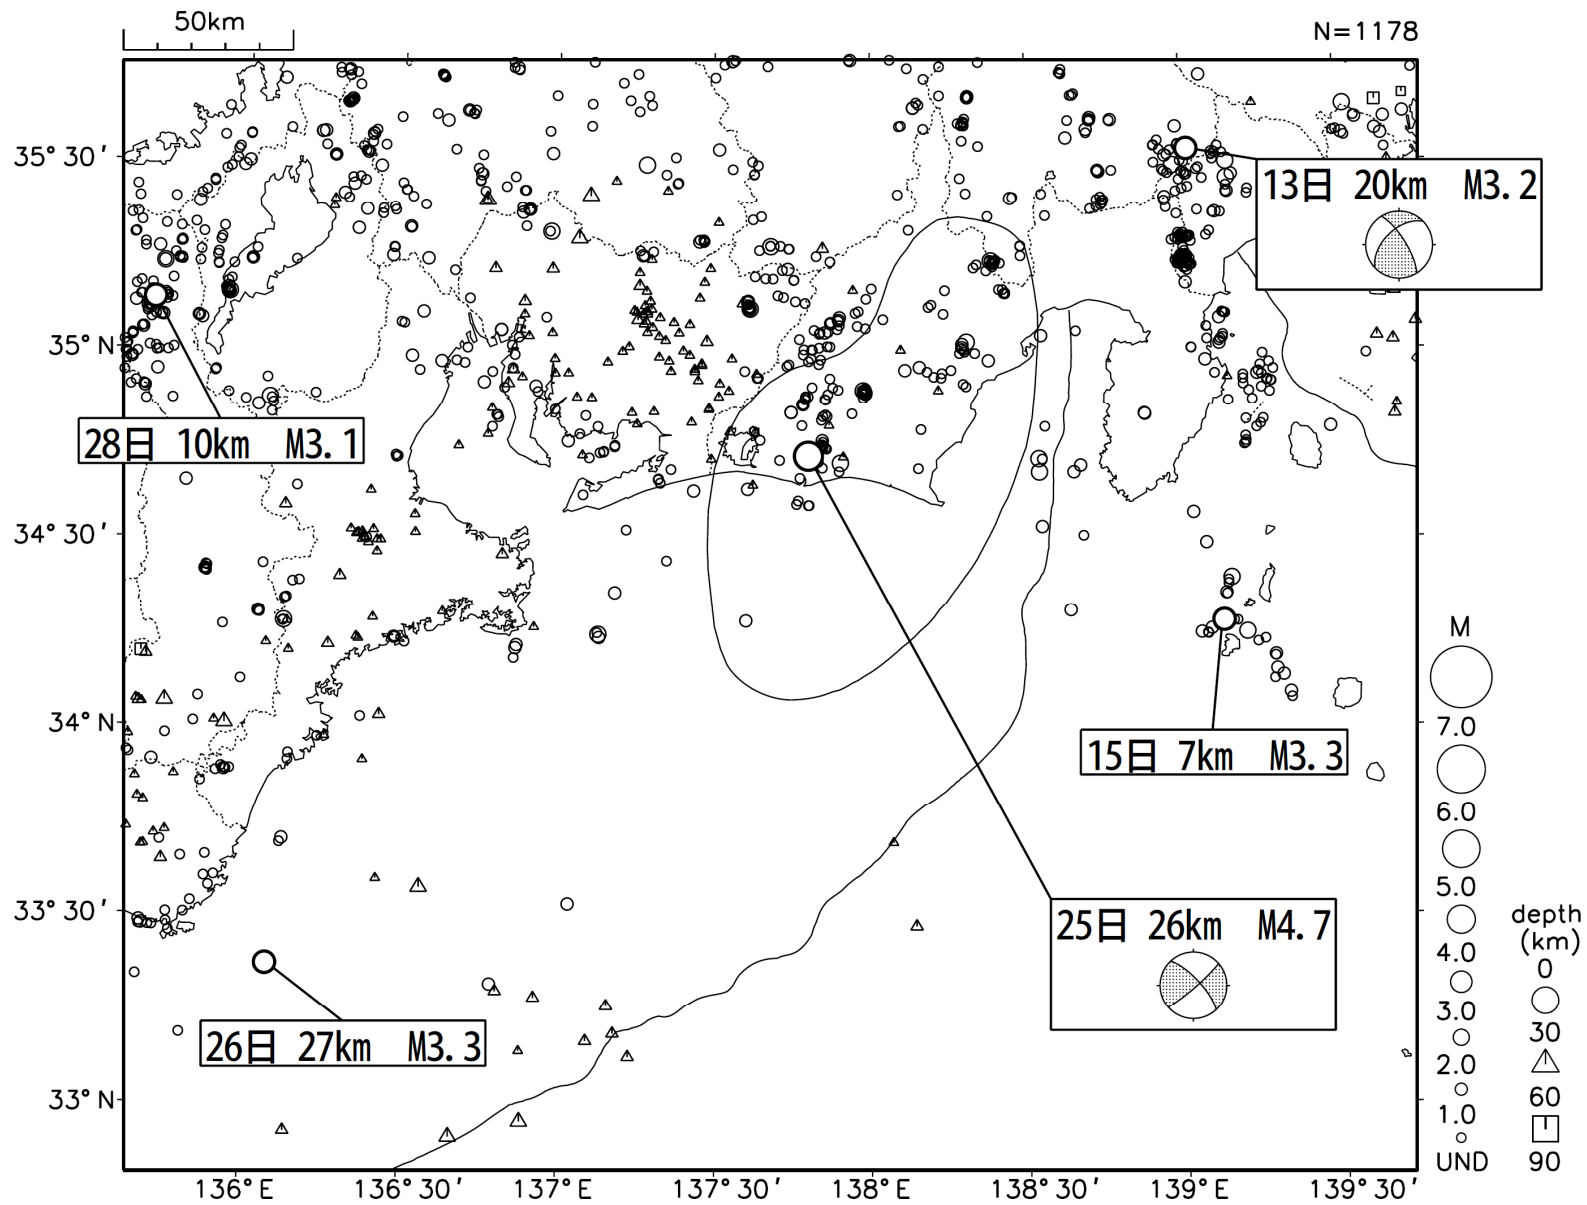 50km
N=1178
35°30′
13日 20km M3.2
35°N
28日 10km M3.1
34°30′
M
7.0
6.0
5.0
4.0
3.0
2.0
1.0
UND
34°N
15日 7km M3.3
33°30′
25日 26km M4.7
depth
(km)
0
30
60
90
26日 27km M3.3
33°N
136°E
136°30′
137°E
137°30′
138°E
138°30′
139°E
139°30′